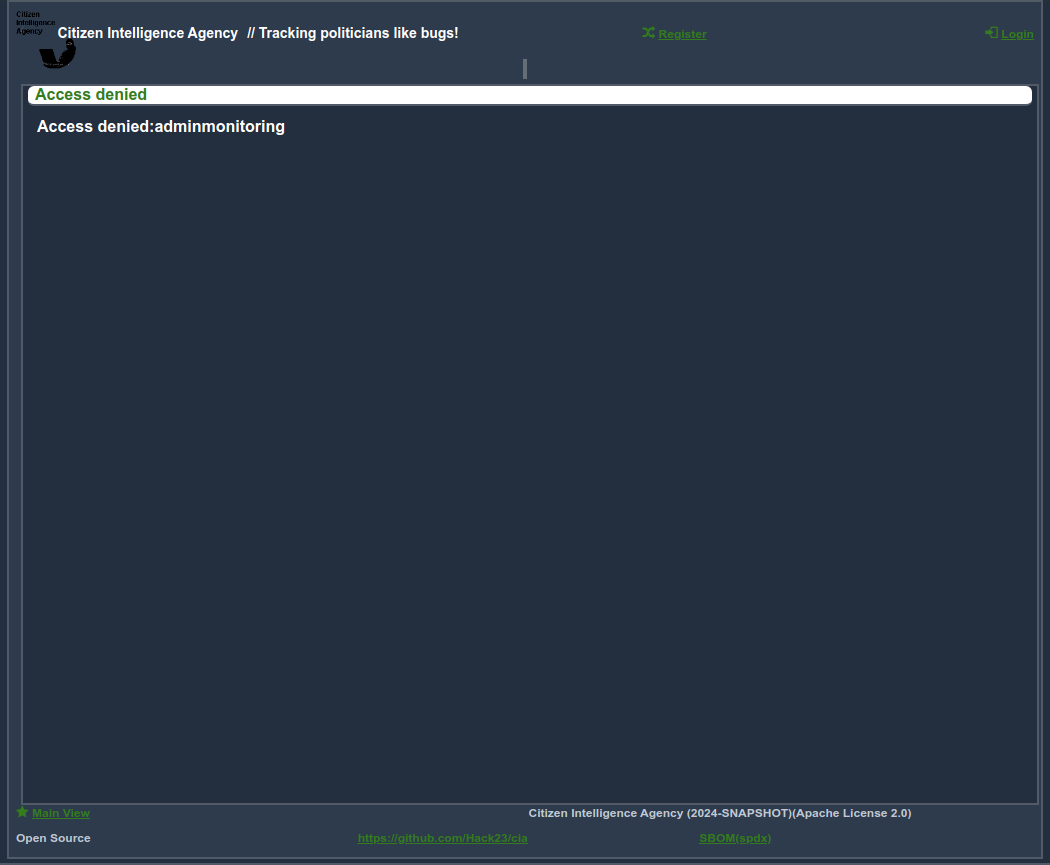 Citizen
Intelligence
Agency
Citizen Intelligence Agency // Tracking politicians like bugs!
Register
Login
Access denied
Access denied:adminmonitoring
Main View
Citizen Intelligence Agency (2024-SNAPSHOT)(Apache License 2.0)
Open Source
https://github.com/Hack23/cia
SBOM(spdx)